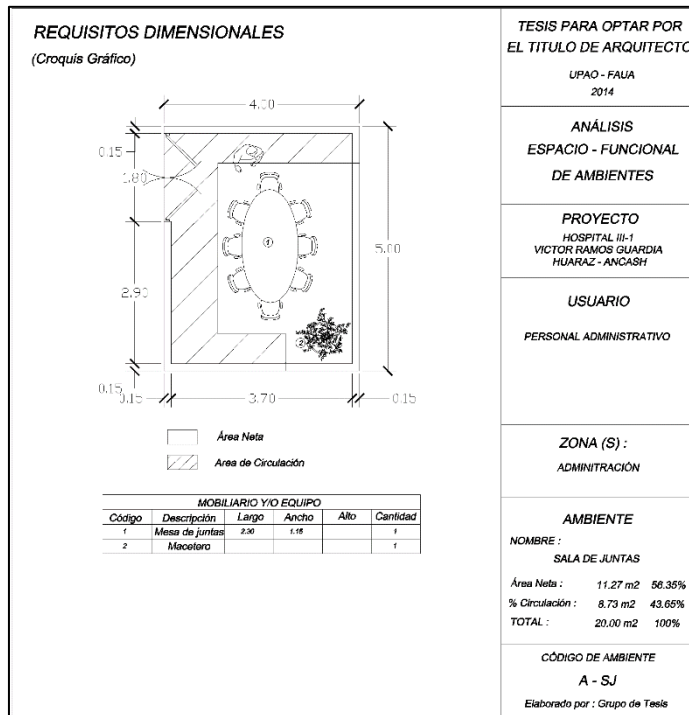 REQUISITOS DIMENSIONALES
(Croquis Gráfico)
4.00
0.15
1.80
2.90
5.00
0.15
0.15
3.70
0.15
1
2
Área Neta
Area de Circulación
MOBILIARIO Y/O EQUIPO
Código Descripción Largo Ancho Alto Cantidad
1 Mesa de juntas 2.30 1.15 1
2 Macetero 1
TESIS PARA OPTAR POR
EL TITULO DE ARQUITECTO
UPAO - FAUA
2014
ANÁLISIS
ESPACIO - FUNCIONAL
DE AMBIENTES
PROYECTO
HOSPITAL III-1
VICTOR RAMOS GUARDIA
HUARAZ - ANCASH
USUARIO
PERSONAL ADMINISTRATIVO
ZONA (S) :
ADMINITRACIÓN
AMBIENTE
NOMBRE :
SALA DE JUNTAS
Área Neta : 11.27 m2 56.35%
% Circulación : 8.73 m2 43.65%
TOTAL : 20.00 m2 100%
CÓDIGO DE AMBIENTE
A - SJ
Elaborado por : Grupo de Tesis